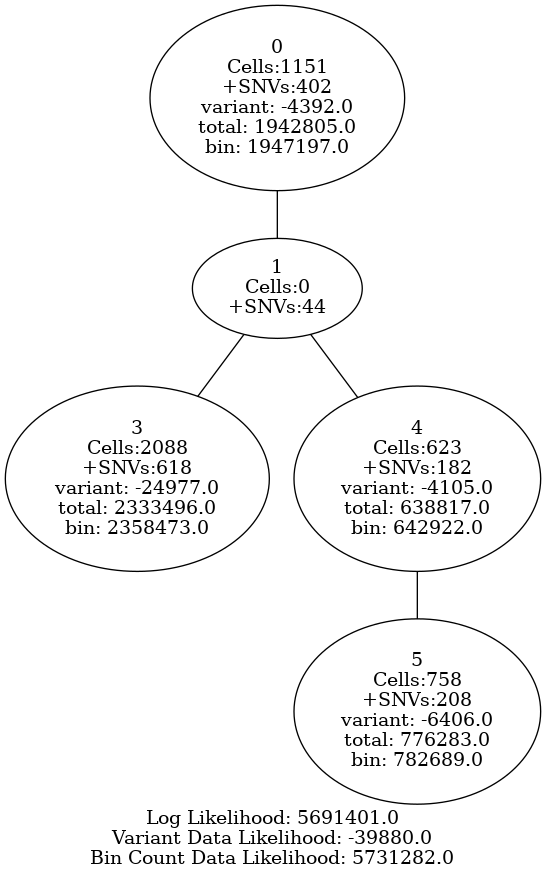 0
Cells:1151
+SNVs:402
variant: -4392.0
total: 1942805.0
bin: 1947197.0
1
Cells:0
+SNVs:44
3
Cells:2088
+SNVs:618
variant: -24977.0
total: 2333496.0
bin: 2358473.0
4
Cells:623
+SNVs:182
variant: -4105.0
total: 638817.0
bin: 642922.0
5
Cells:758
+SNVs:208
variant: -6406.0
total: 776283.0
bin: 782689.0
Log Likelihood: 5691401.0
Variant Data Likelihood: -39880.0
Bin Count Data Likelihood: 5731282.0